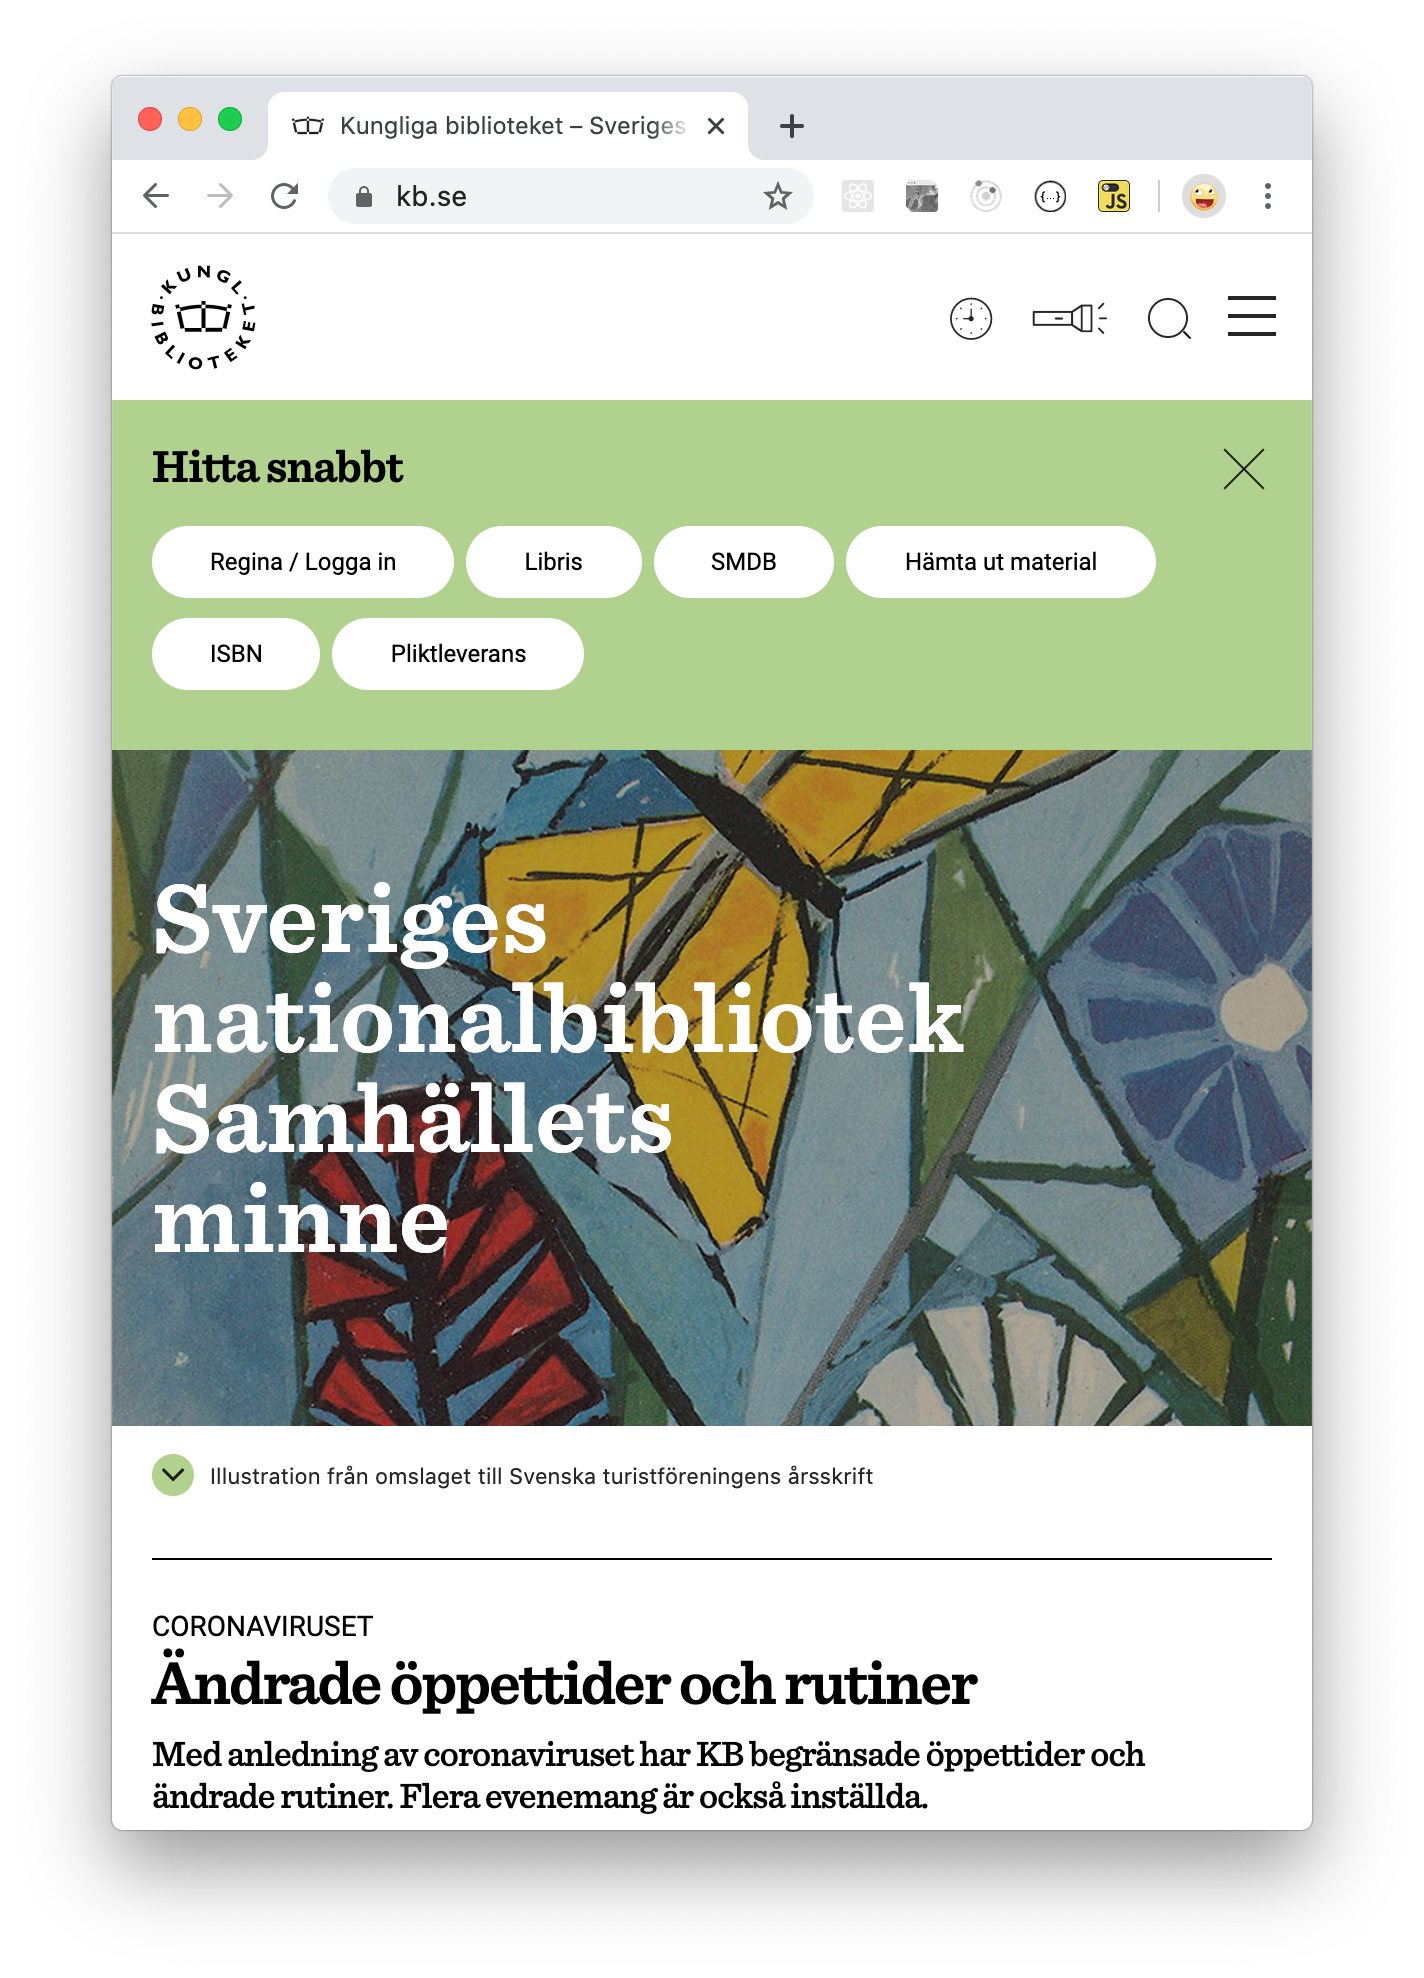 Kungliga biblioteket – Sveriges
kb.se
{...}
JS
KUNGL. BIBLIOTEKET
Hitta snabbt
Regina / Logga in
Libris
SMDB
Hämta ut material
ISBN
Pliktleverans
Sveriges
nationalbibliotek
Samhällets
minne
Illustration från omslaget till Svenska turistföreningens årsskrift
CORONAVIRUSET
Ändrade öppettider och rutiner
Med anledning av coronaviruset har KB begränsade öppettider och
ändrade rutiner. Flera evenemang är också inställda.